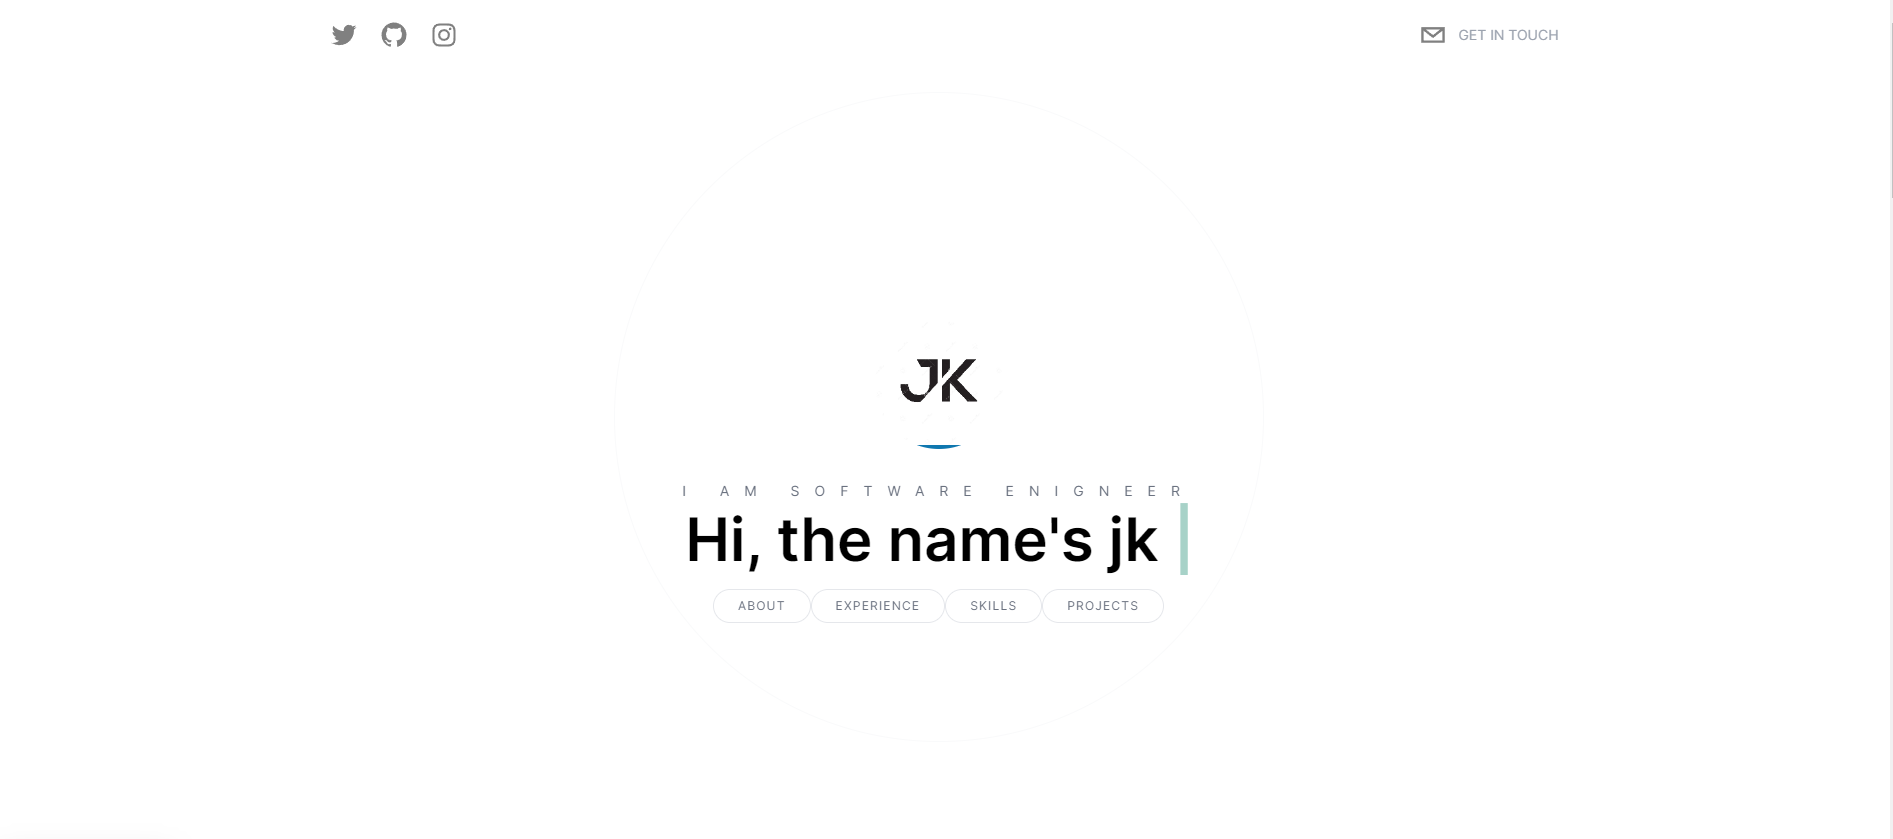 GET IN TOUCH
JK
I AM SOFTWARE ENIGNEER
Hi, the name's jk
ABOUT EXPERIENCE SKILLS PROJECTS